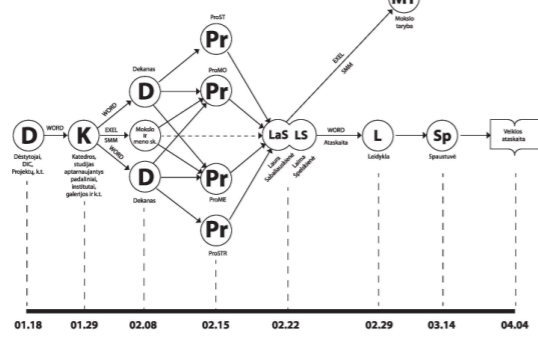 MT
Mokslo
taryba
ProST
Pr
EXEL
SMM
Dekanas
D
ProMO
Pr
WORD
D
WORD
K
EXEL
SMM
WORD
Mokslo
ir
meno sk.
LaS
LS
WORD
Ataskaita
L
Sp
Veiklos
ataskaita
Dėstytojai,
DIC,
Projektų, k.t.
Katedros,
studijas
aptarnaujantys
padaliniai,
institutai,
galerijos ir k.t.
D
Dekanas
Pr
ProME
Laura
Laima
Spelskienė
Leidykla
Spaustuvė
Pr
ProSTR
01.18
01.29
02.08
02.15
02.22
02.29
03.14
04.04